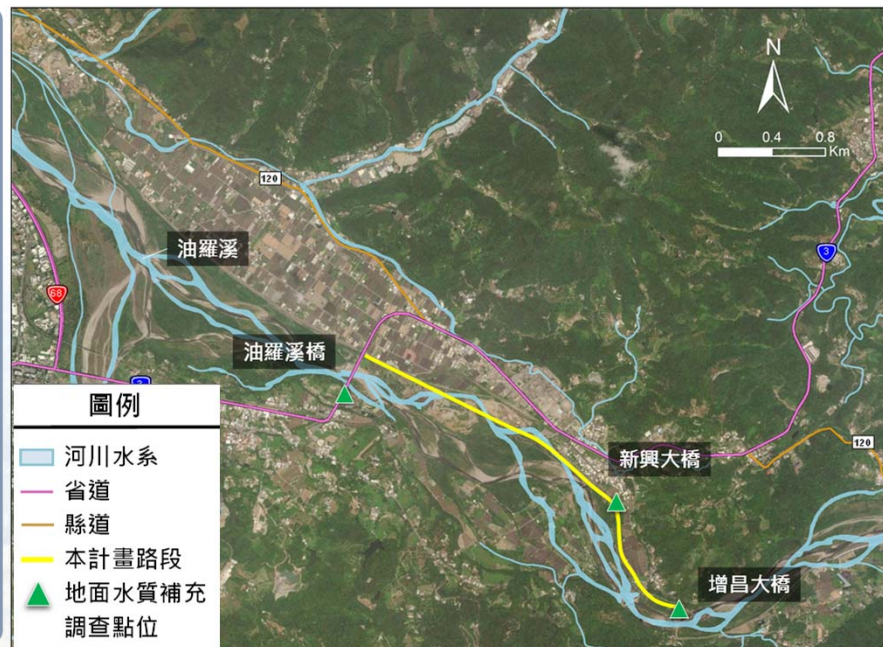 N
0 0.4 0.8
Km
120
油羅溪
3
68
油羅溪橋
新興大橋
120
增昌大橋
圖例
河川水系
省道
縣道
本計畫路段
地面水質補充
調查點位